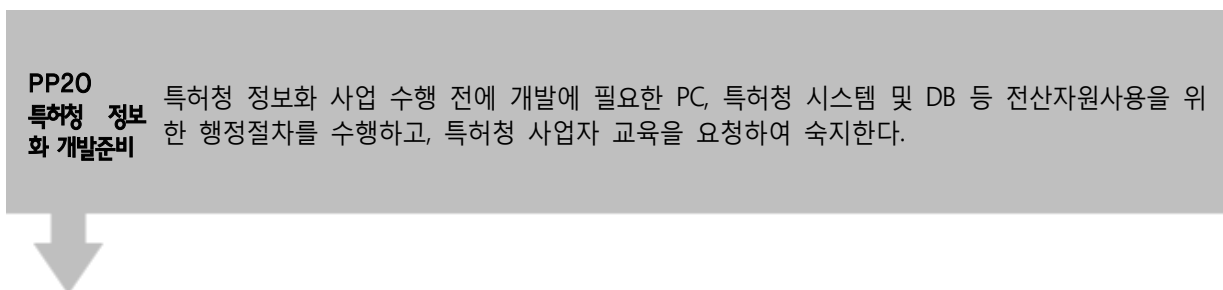 PP20
특허청 정보
화 개발준비
특허청 정보화 사업 수행 전에 개발에 필요한 PC, 특허청 시스템 및 DB 등 전산자원사용을 위
한 행정절차를 수행하고, 특허청 사업자 교육을 요청하여 숙지한다.